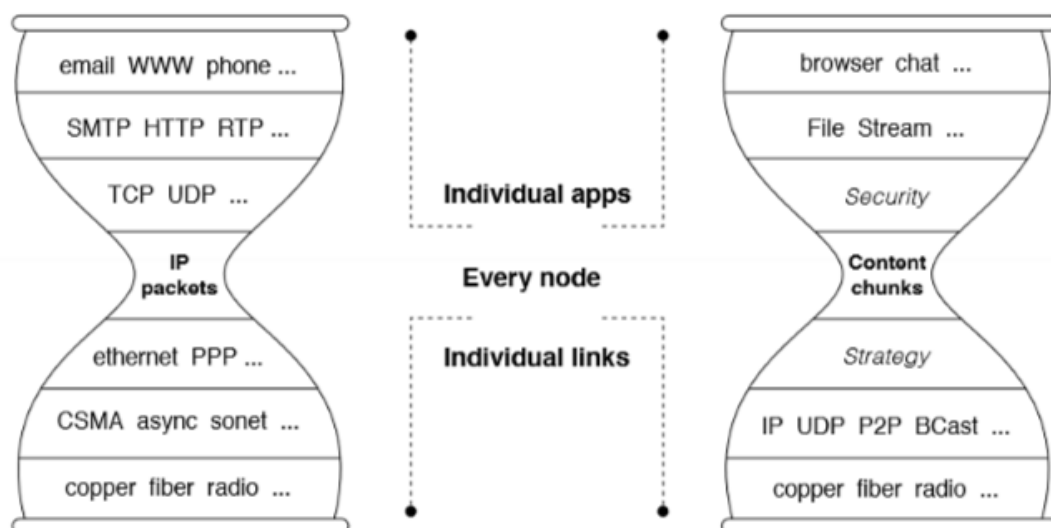 email WWW phone ...
SMTP HTTP RTP ...
TCP UDP ...
IP
packets
ethernet PPP ...
CSMA async sonet ...
copper fiber radio ...
Individual apps
Every node
Individual links
browser chat ...
File Stream ...
Security
Content
chunks
Strategy
IP UDP P2P BCast ...
copper fiber radio ...